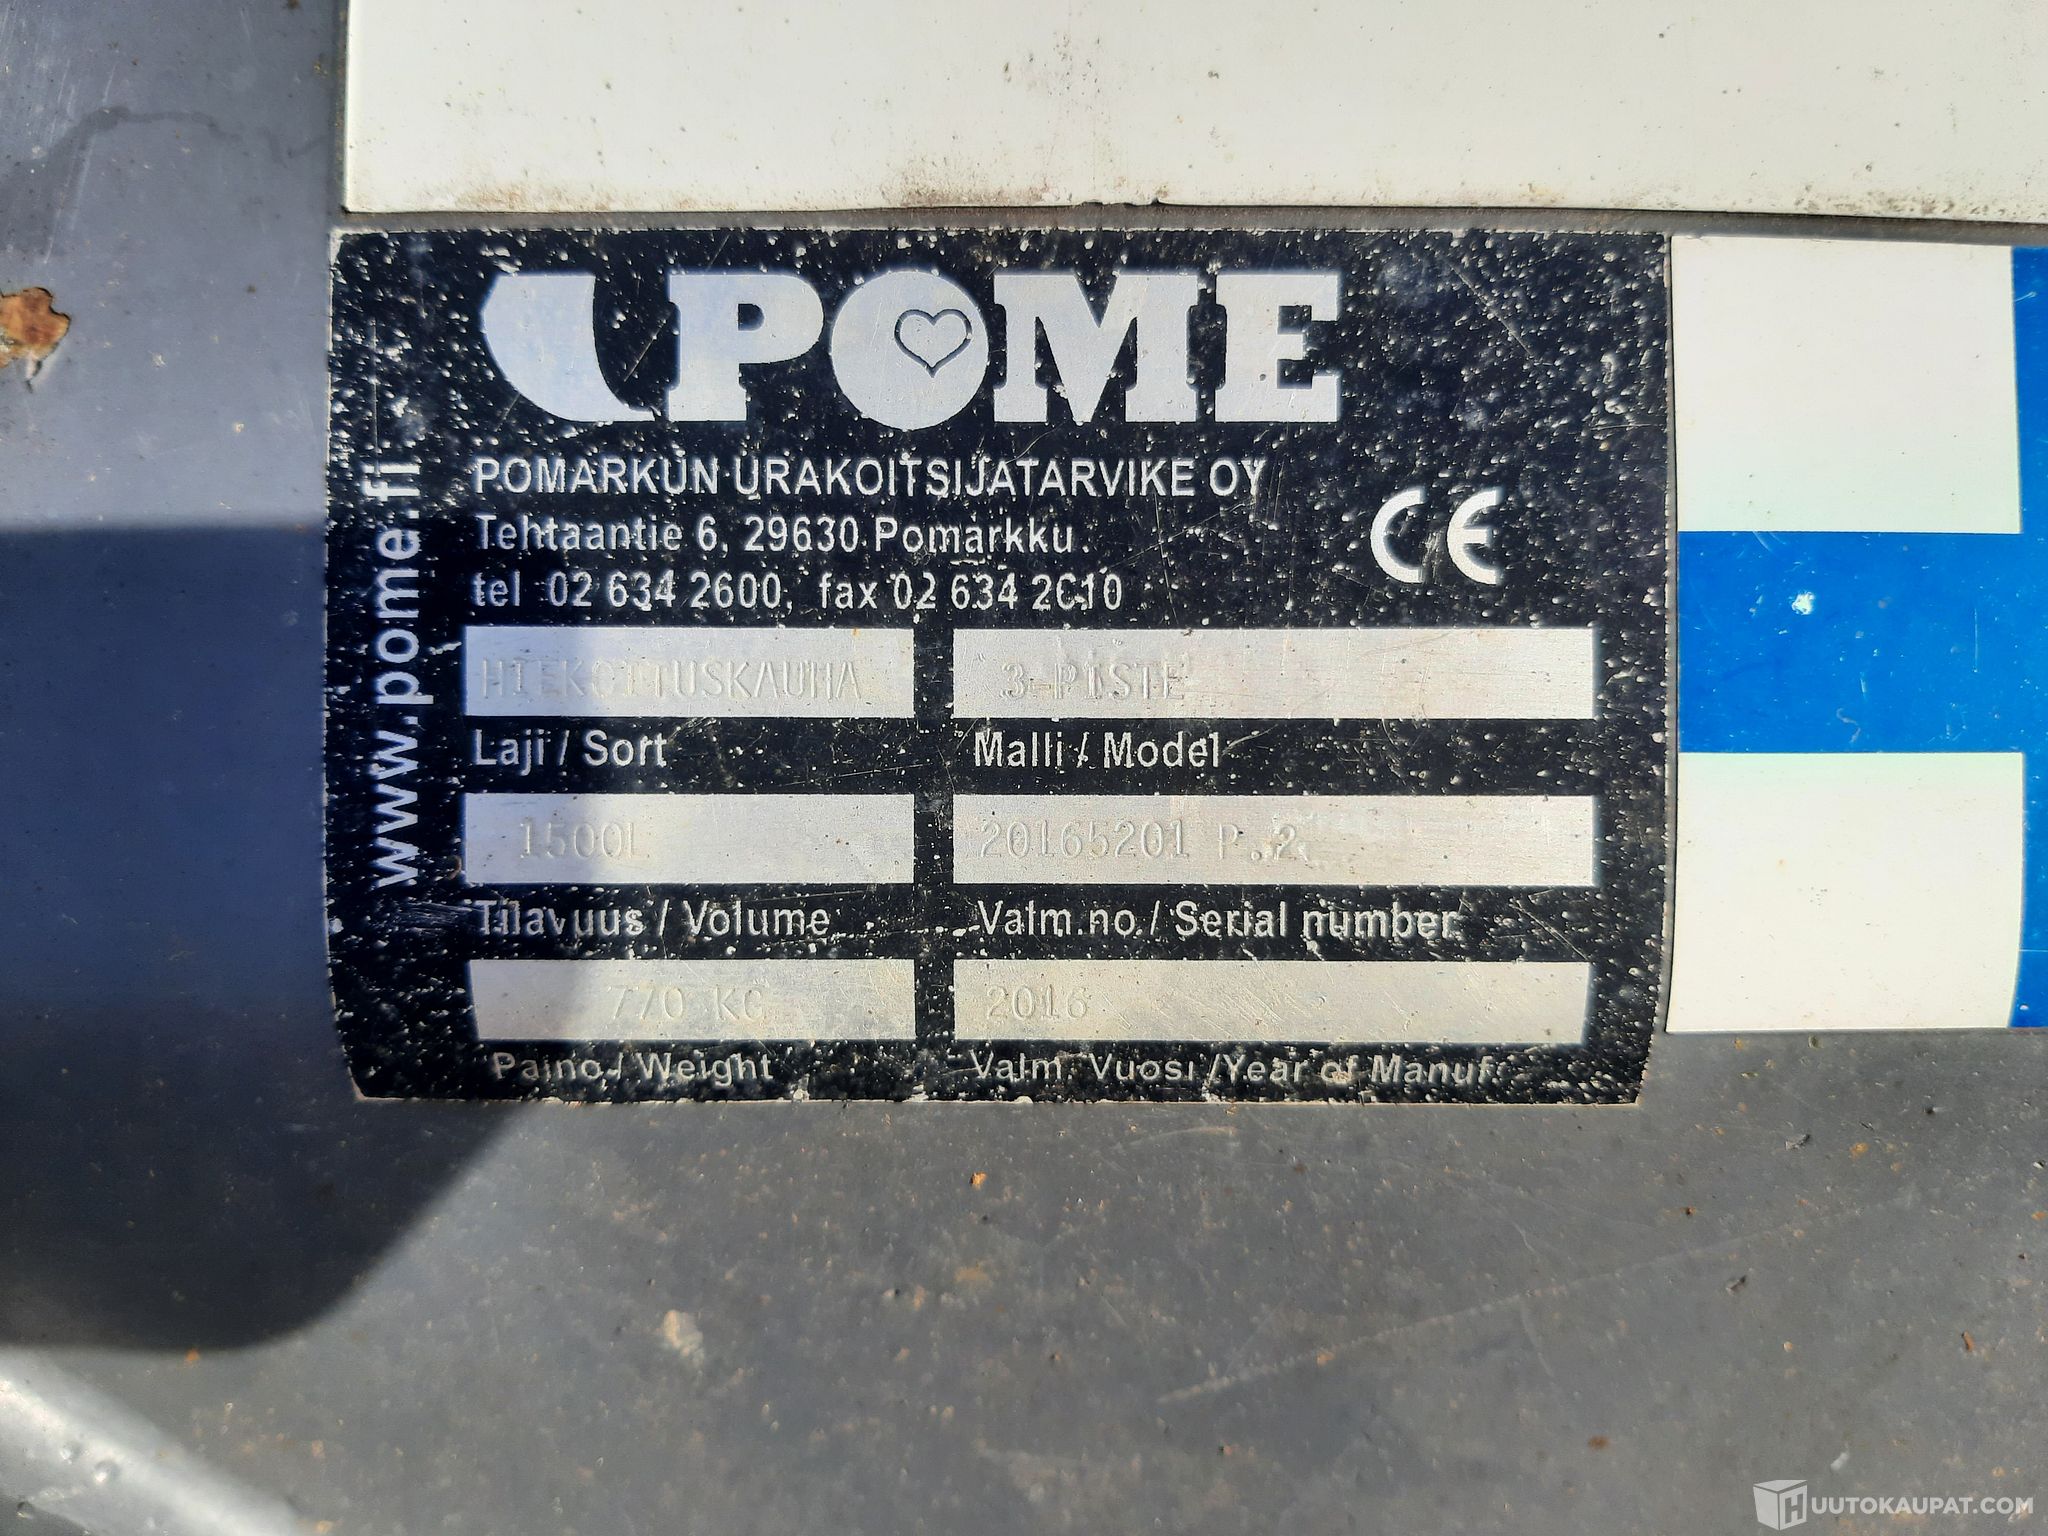 POME
www.pome.fi
POMARKUN URAKOITSIJATARVIKE OY
Tehtaantie 6, 29630 Pomarkku
tel 02 634 2600, fax 02 634 2610
CE
HIEKOITUSKAUHA 3-PISTE
Laji / Sort Malli / Model
1500L 20165201 P.2
Tilavuus / Volume Valm.no / Serial number
770 KG 2016
Paino / Weight Valm. Vuosi /Year of Manuf.
HUUTOKAUPAT.COM